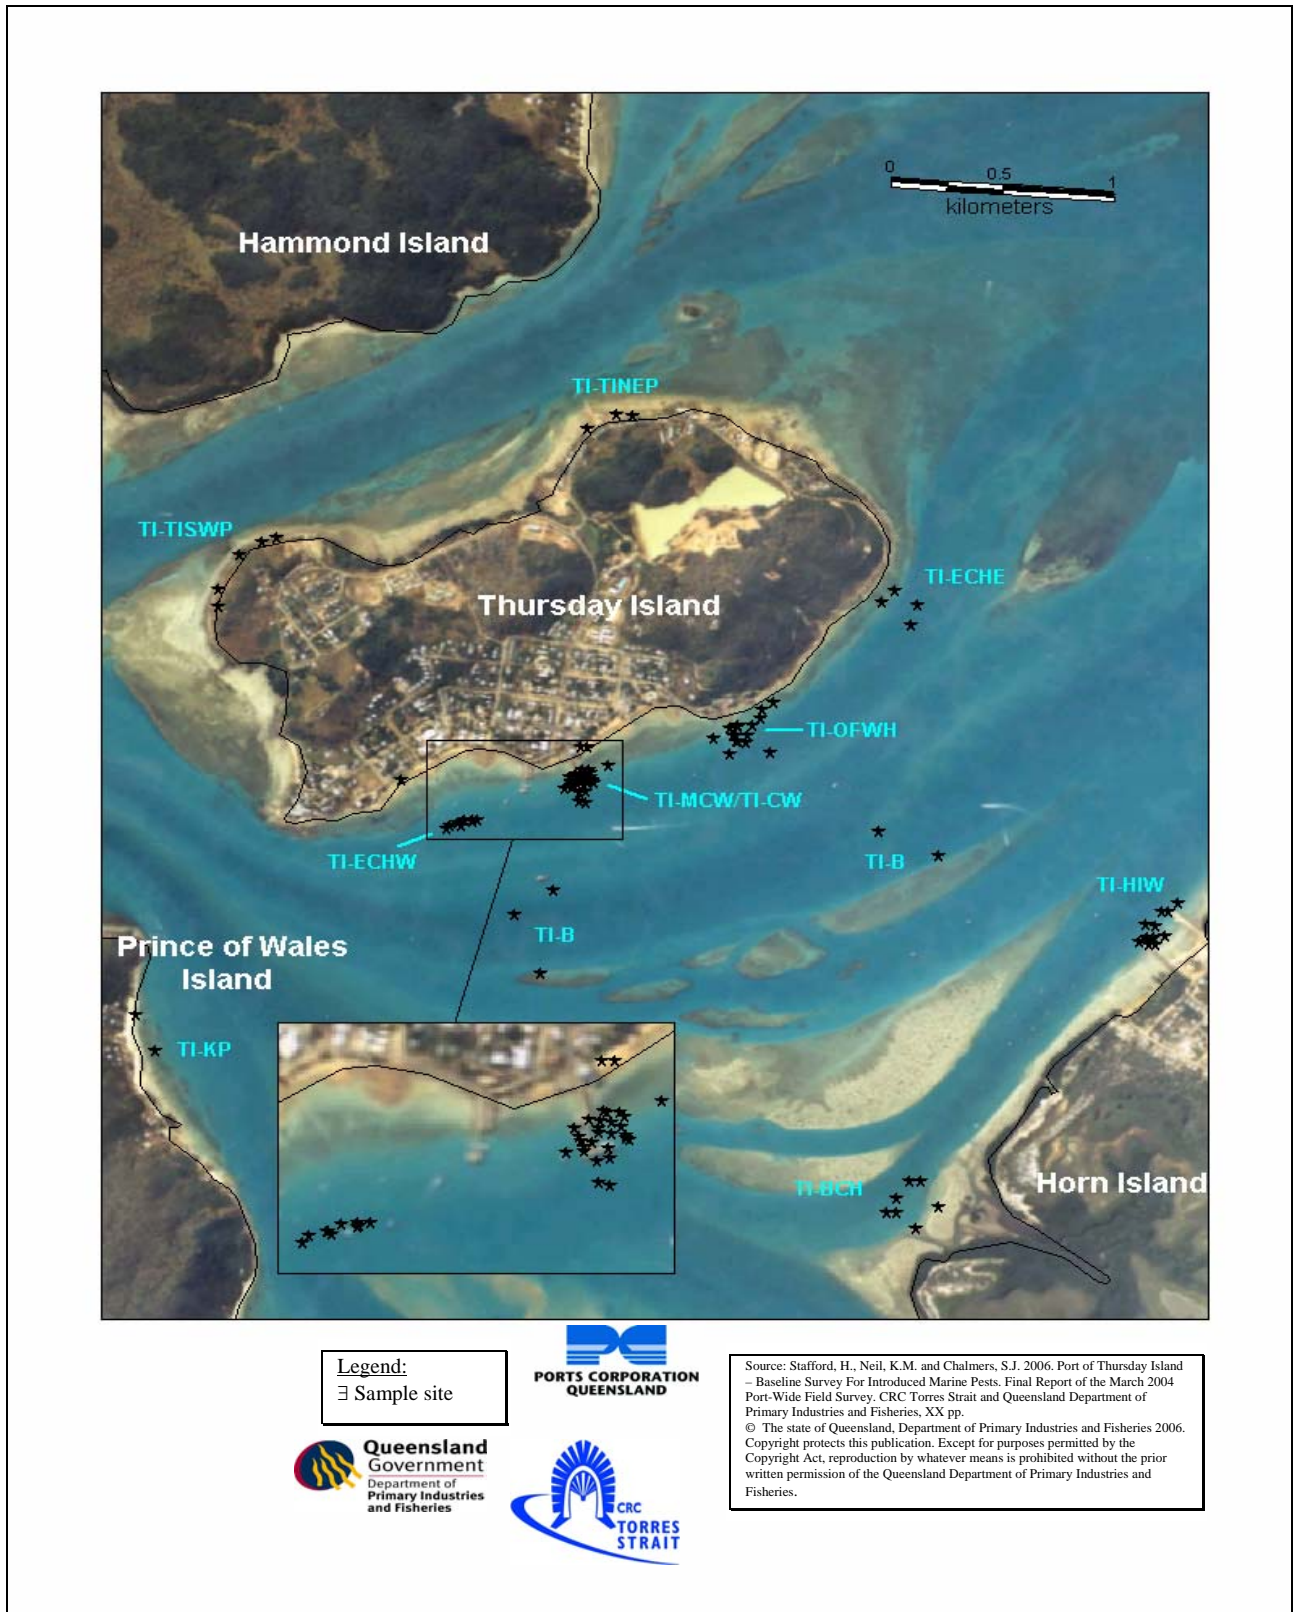 0 0.5 1
kilometers
Hammond Island
TI-TINEP
TI-TISWP
TI-ECHE
Thursday Island
TI-OFWH
TI-MCW/TI-CW
TI-ECHW
TI-B
TI-HIW
TI-B
Prince of Wales
Island
TI-KP
TI-BCH
Horn Island
Legend:
∃ Sample site
PORTS CORPORATION
QUEENSLAND
Source: Stafford, H., Neil, K.M. and Chalmers, S.J. 2006. Port of Thursday Island
– Baseline Survey For Introduced Marine Pests. Final Report of the March 2004
Port-Wide Field Survey. CRC Torres Strait and Queensland Department of
Primary Industries and Fisheries, XX pp.
© The state of Queensland, Department of Primary Industries and Fisheries 2006.
Copyright protects this publication. Except for purposes permitted by the
Copyright Act, reproduction by whatever means is prohibited without the prior
written permission of the Queensland Department of Primary Industries and
Fisheries.
Queensland
Government
Department of
Primary Industries
and Fisheries
CRC
TORRES
STRAIT